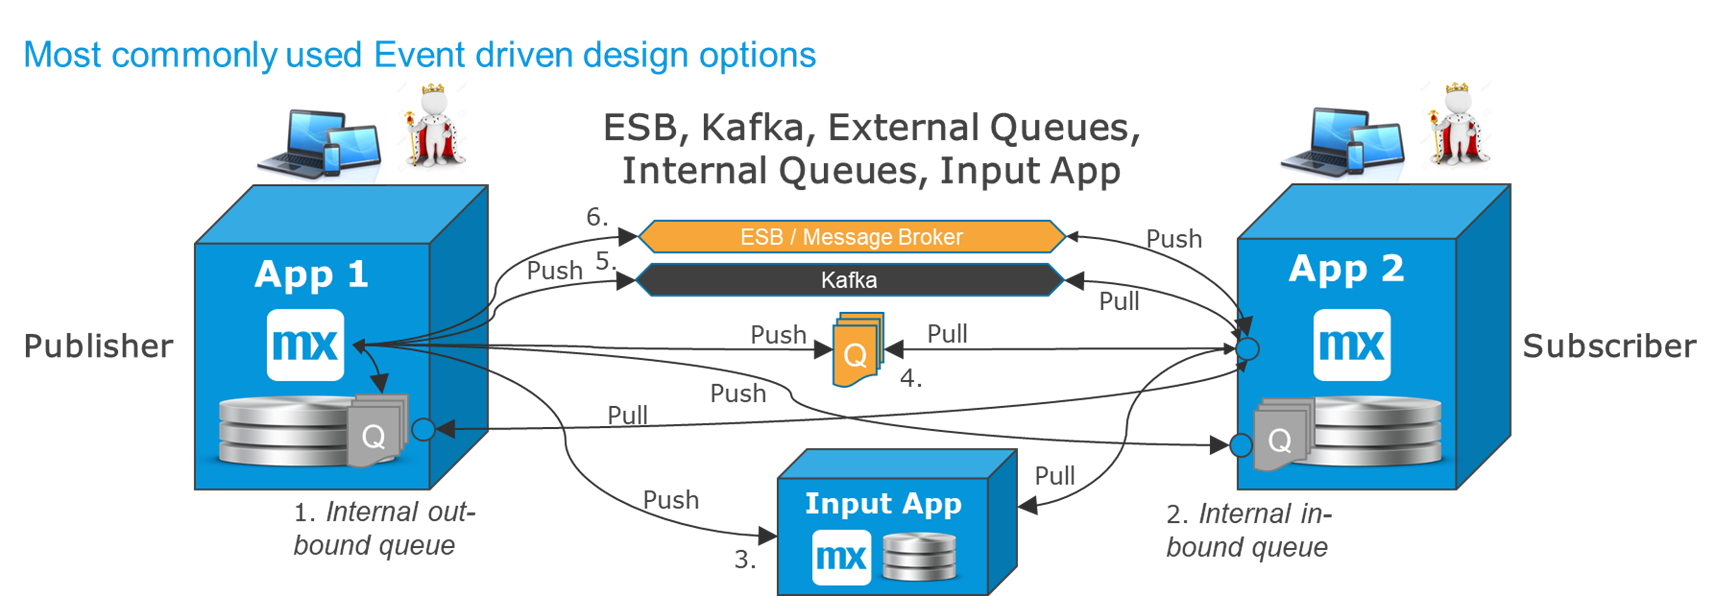 Most commonly used Event driven design options
ESB, Kafka, External Queues,
Internal Queues, Input App
6.
ESB / Message Broker
Push
App 1
Push
5.
Kafka
Pull
App 2
Publisher
mx
Push
Q
Pull
4.
mx
Subscriber
Push
Pull
Q
Q
Push
Pull
1. Internal out-
bound queue
Input App
mx
3.
2. Internal in-
bound queue